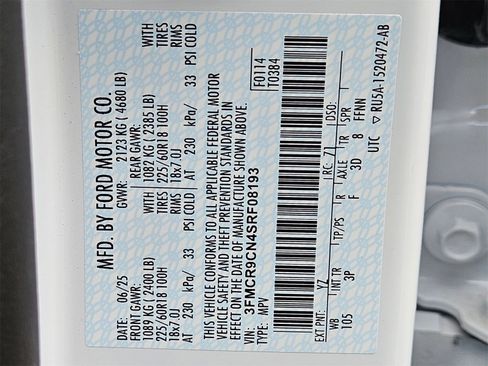 MFD. BY FORD MOTOR CO.
DATE: 06/25 GVWR: 2123 KG ( 4680 LB)
FRONT GAWR: REAR GAWR:
1089 KG ( 2400 LB) 1082 KG ( 2385 LB)
225/60R18 100H TIRES 225/60R18 100H TIRES
18x7.0J RIMS 18x7.0J RIMS
AT 230 kPa/ 33 PSI COLD AT 230 kPa/ 33 PSI COLD
THIS VEHICLE CONFORMS TO ALL APPLICABLE FEDERAL MOTOR
VEHICLE SAFETY AND THEFT PREVENTION STANDARDS IN
EFFECT ON THE DATE OF MANUFACTURE SHOWN ABOVE.
VIN: 3FMCR9CN4SRF08193 F0114
TYPE: MPV T0384
EXT PNT: YZ RC: 71 DSO:
WB INT TR TP/PS R AXLE TR SPR
105 3P F 3D 8 FFNN
UTC RU5A-1520472-AB